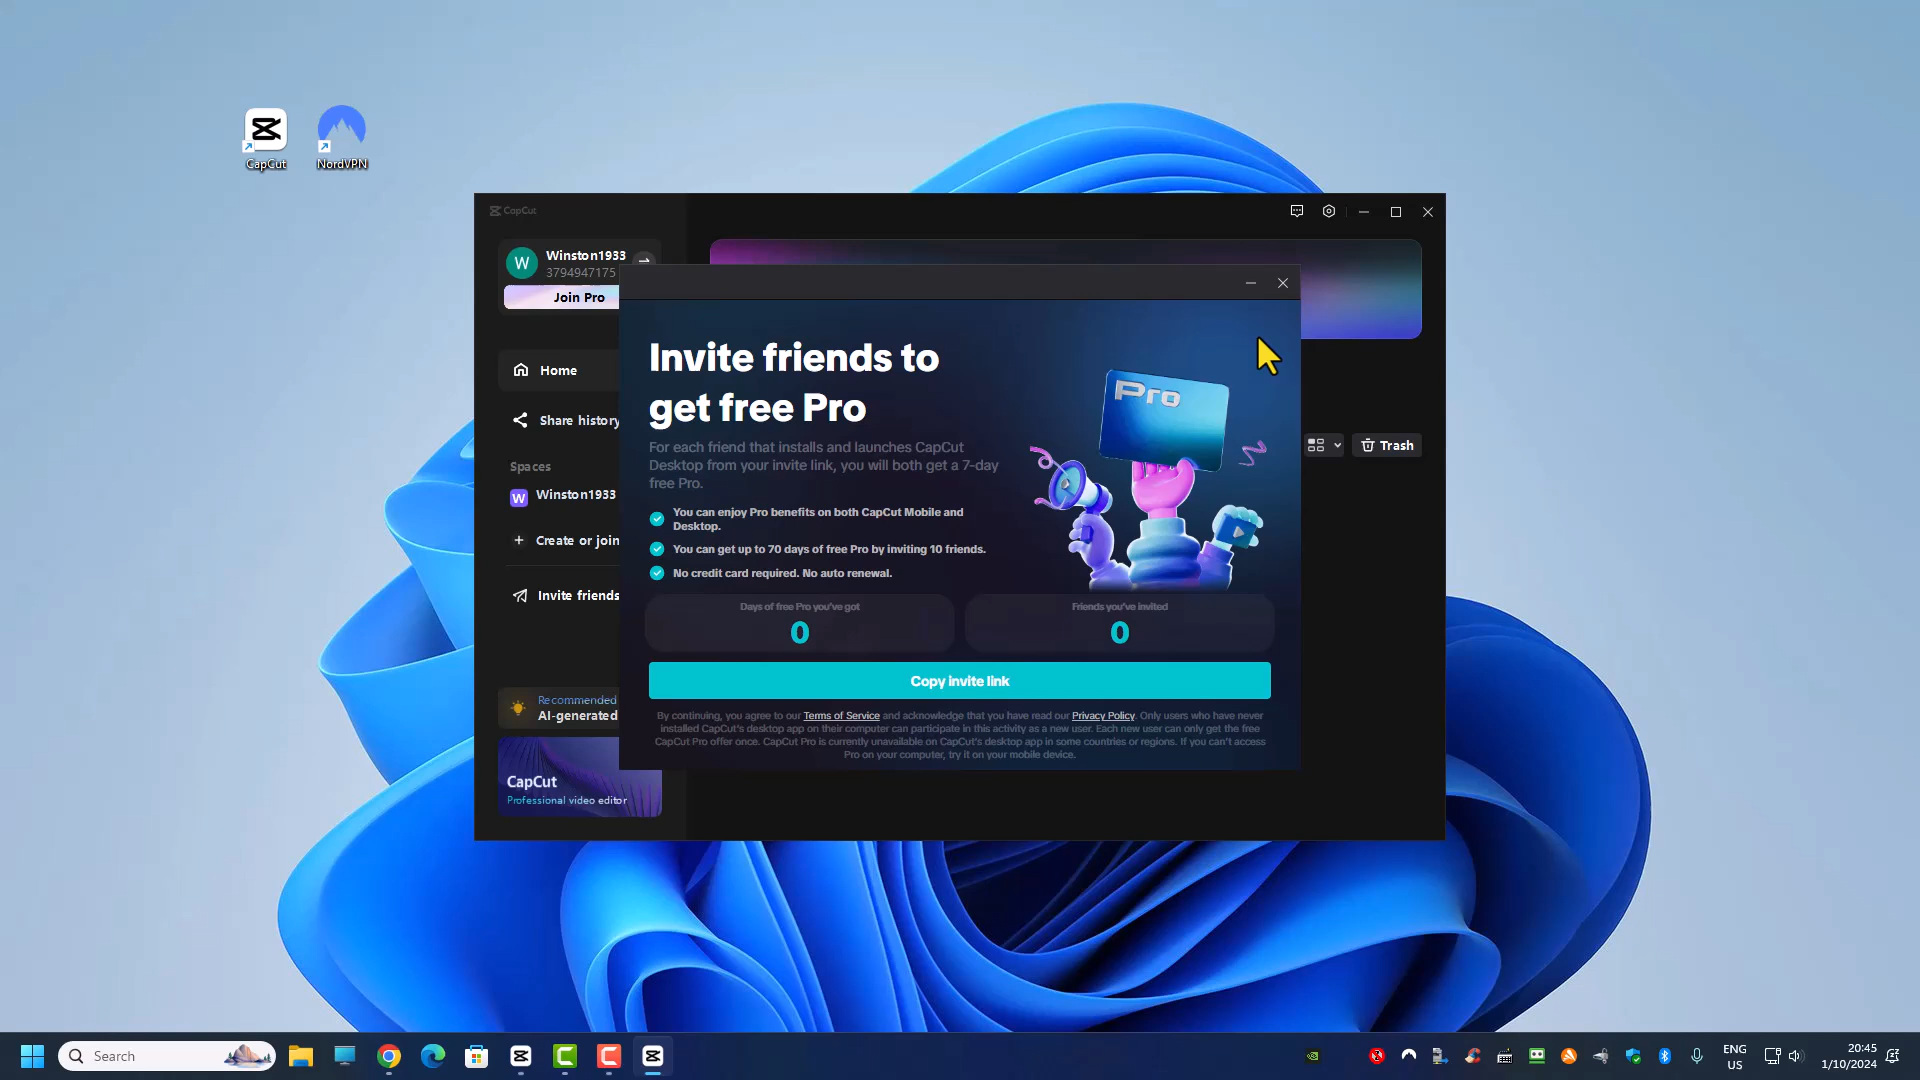 CapCut
NordVPN
CapCut
W
Winston1933
3794947175
Join Pro
Home
Share history
Spaces
W
Winston1933
Create or join
Invite friends
Recommended
AI-generated
CapCut
Professional video editor
Trash
Invite friends to
get free Pro
For each friend that installs and launches CapCut
Desktop from your invite link, you will both get a 7-day
free Pro.
You can enjoy Pro benefits on both CapCut Mobile and
Desktop.
You can get up to 70 days of free Pro by inviting 10 friends.
No credit card required. No auto renewal.
Pro
Days of free Pro you've got
0
Friends you've invited
0
Copy invite link
By continuing, you agree to our Terms of Service and acknowledge that you have read our Privacy Policy. Only users who have never
installed CapCut's desktop app on their computer can participate in this activity as a new user. Each new user can only get the free
CapCut Pro offer once. CapCut Pro is currently unavailable on CapCut's desktop app in some countries or regions. If you can't access
Pro on your computer, try it on your mobile device.
Search
ENG
US
20:45
1/10/2024